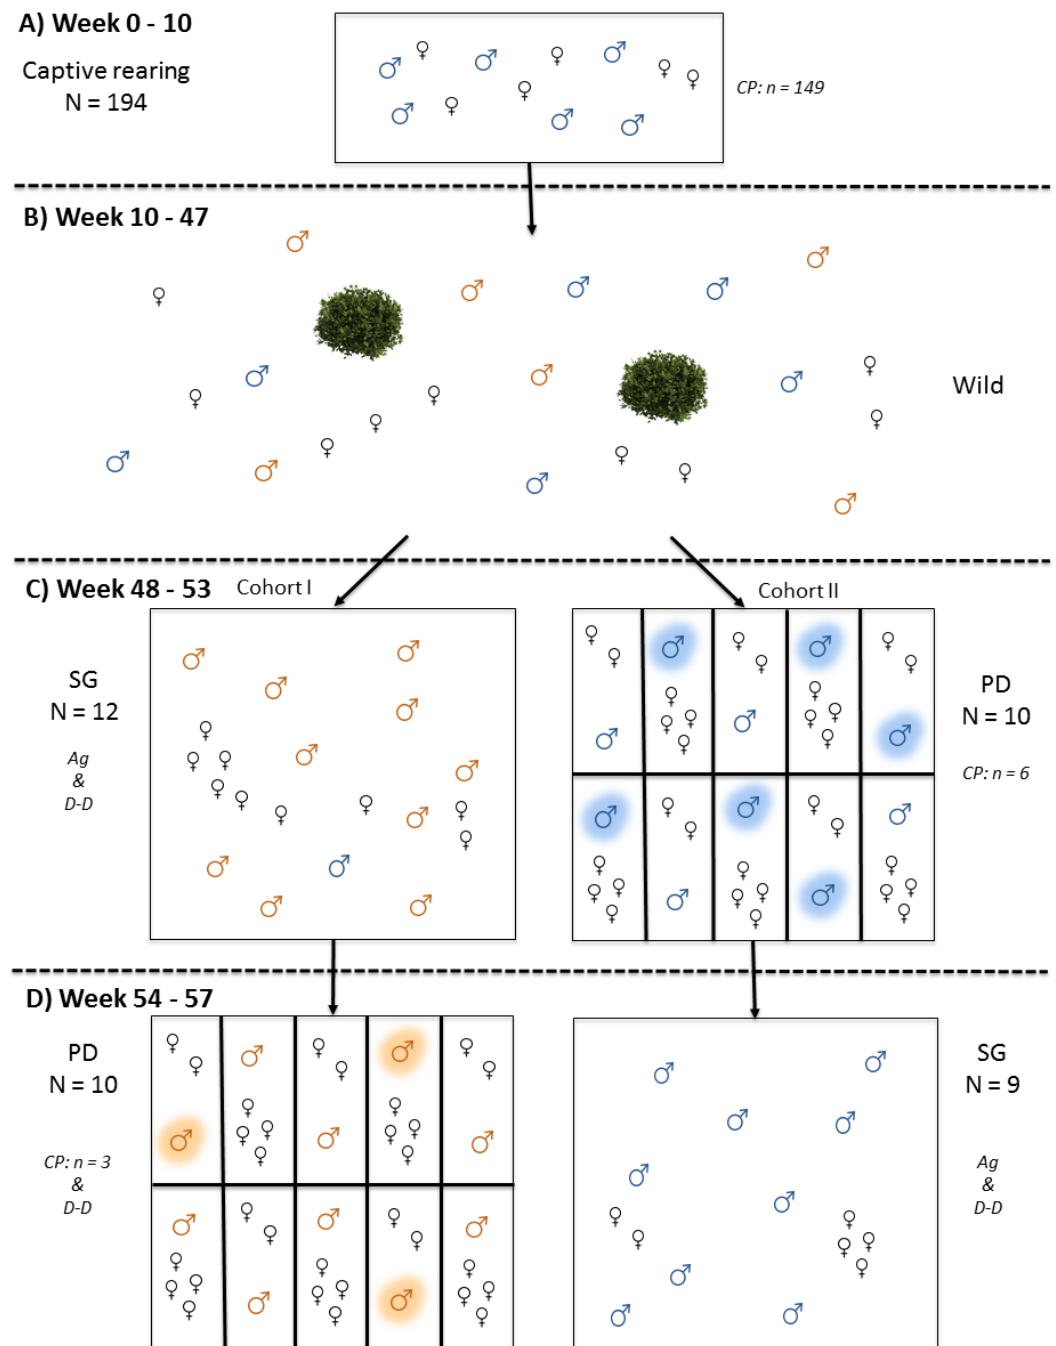 A) Week 0 - 10
Captive rearing
N = 194
CP: n = 149
B) Week 10 - 47
Wild
C) Week 48 - 53
Cohort I
Cohort II
SG
N = 12
Ag
&
D-D
PD
N = 10
CP: n = 6
D) Week 54 - 57
PD
N = 10
CP: n = 3
&
D-D
SG
N = 9
Ag
&
D-D